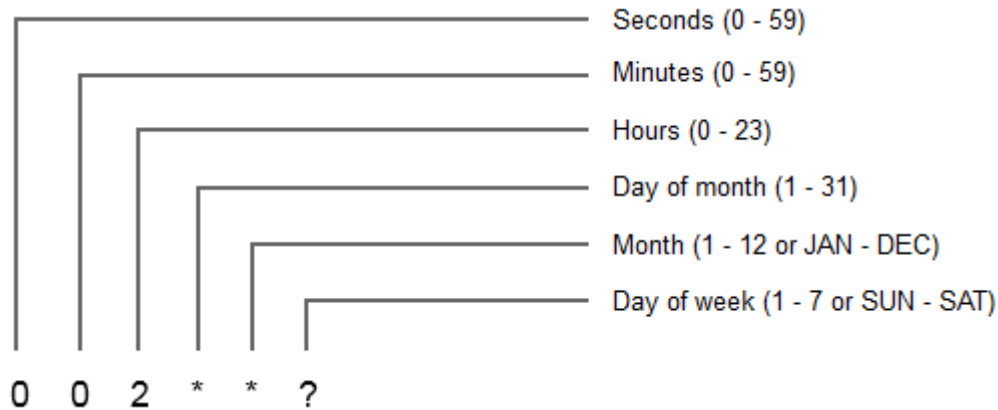 Seconds (0 - 59)
Minutes (0 - 59)
Hours (0 - 23)
Day of month (1 - 31)
Month (1 - 12 or JAN - DEC)
Day of week (1 - 7 or SUN - SAT)
0 0 2 * * ?